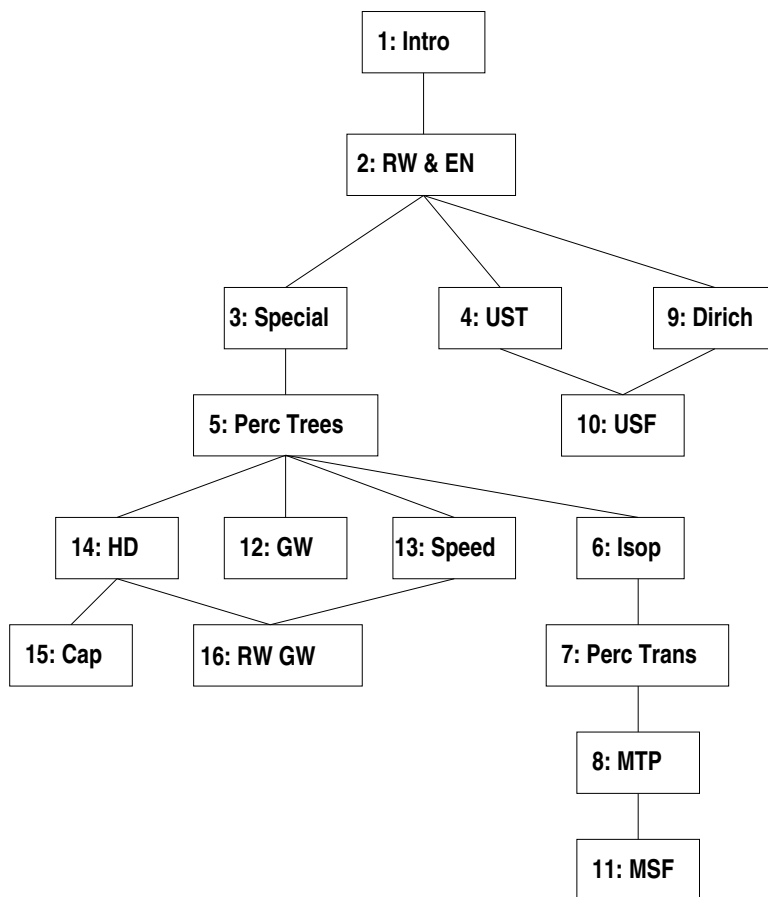 1: Intro
2: RW & EN
3: Special
4: UST
9: Dirich
5: Perc Trees
10: USF
14: HD
12: GW
13: Speed
6: Isop
15: Cap
16: RW GW
7: Perc Trans
8: MTP
11: MSF